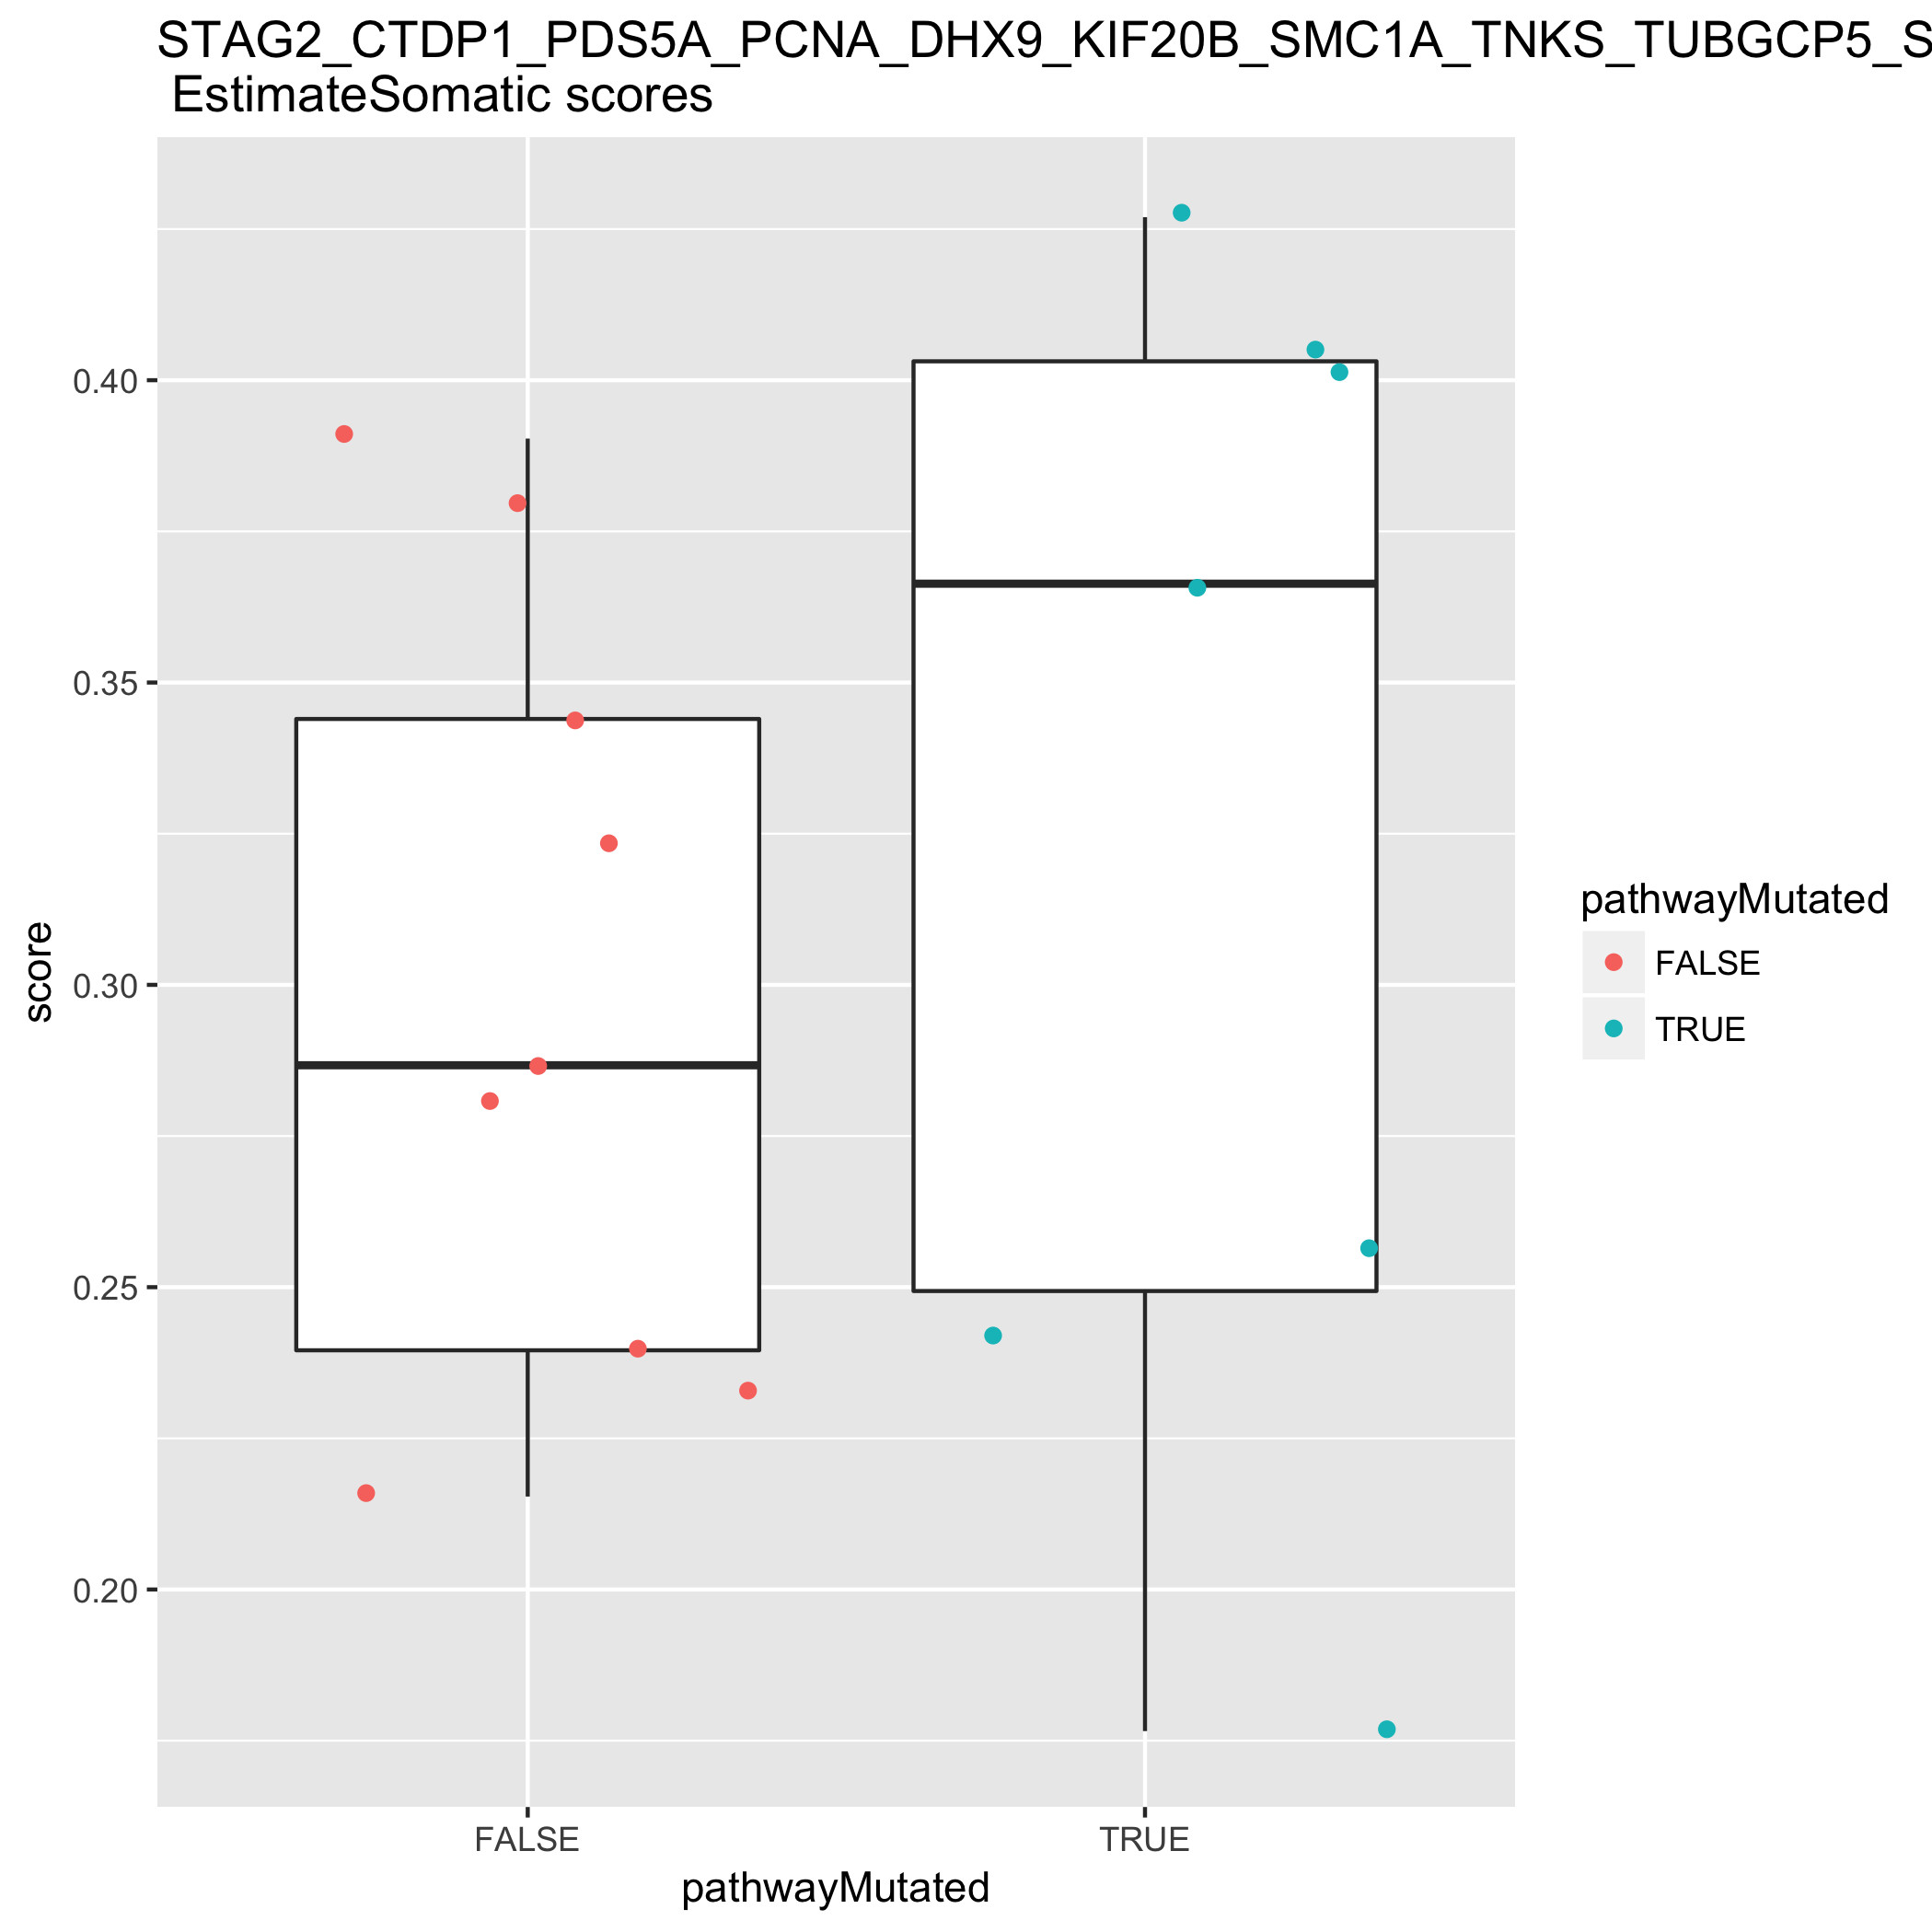 STAG2_CTDP1_PDS5A_PCNA_DHX9_KIF20B_SMC1A_TNKS_TUBGCP5_S
EstimateSomatic scores
0.40
0.35
0.30
0.25
0.20
score
FALSE
TRUE
pathwayMutated
pathwayMutated
FALSE
TRUE